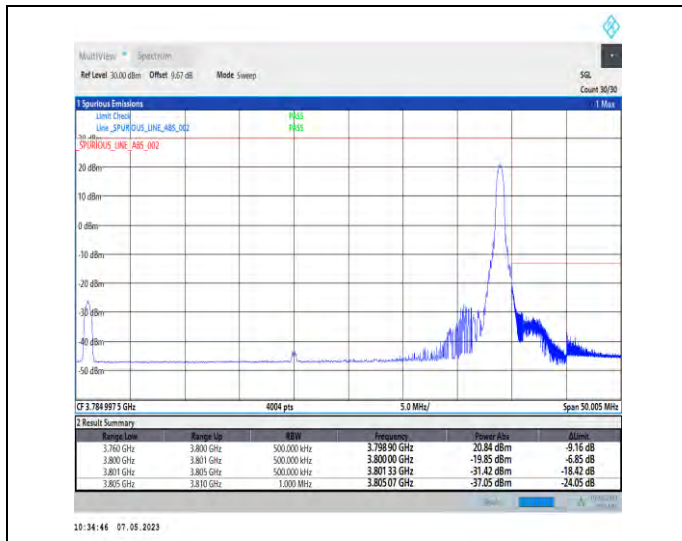 MultiView Spectrum
Ref Level 30.00 dBm Offset 9.67 dB Mode Sweep SGL
Count 30/30
1 Spurious Emissions 1 Max
Limit Check PASS
Line _SPURIOUS_LINE_ABS_002 PASS
30 dBm
_SPURIOUS_LINE_ABS_002
20 dBm
10 dBm
0 dBm
-10 dBm
-20 dBm
-30 dBm
-40 dBm
-50 dBm
CF 3.784 997 5 GHz 4004 pts 5.0 MHz/ Span 50.005 MHz
2 Result Summary
Range Low Range Up RBW Frequency Power Abs ΔLimit
3.760 GHz 3.800 GHz 500.000 kHz 3.798 90 GHz 20.84 dBm -9.16 dB
3.800 GHz 3.801 GHz 500.000 kHz 3.800 00 GHz -19.85 dBm -6.85 dB
3.801 GHz 3.805 GHz 500.000 kHz 3.801 33 GHz -31.42 dBm -18.42 dB
3.805 GHz 3.810 GHz 1.000 MHz 3.805 07 GHz -37.05 dBm -24.05 dB
10:34:46 07.05.2023